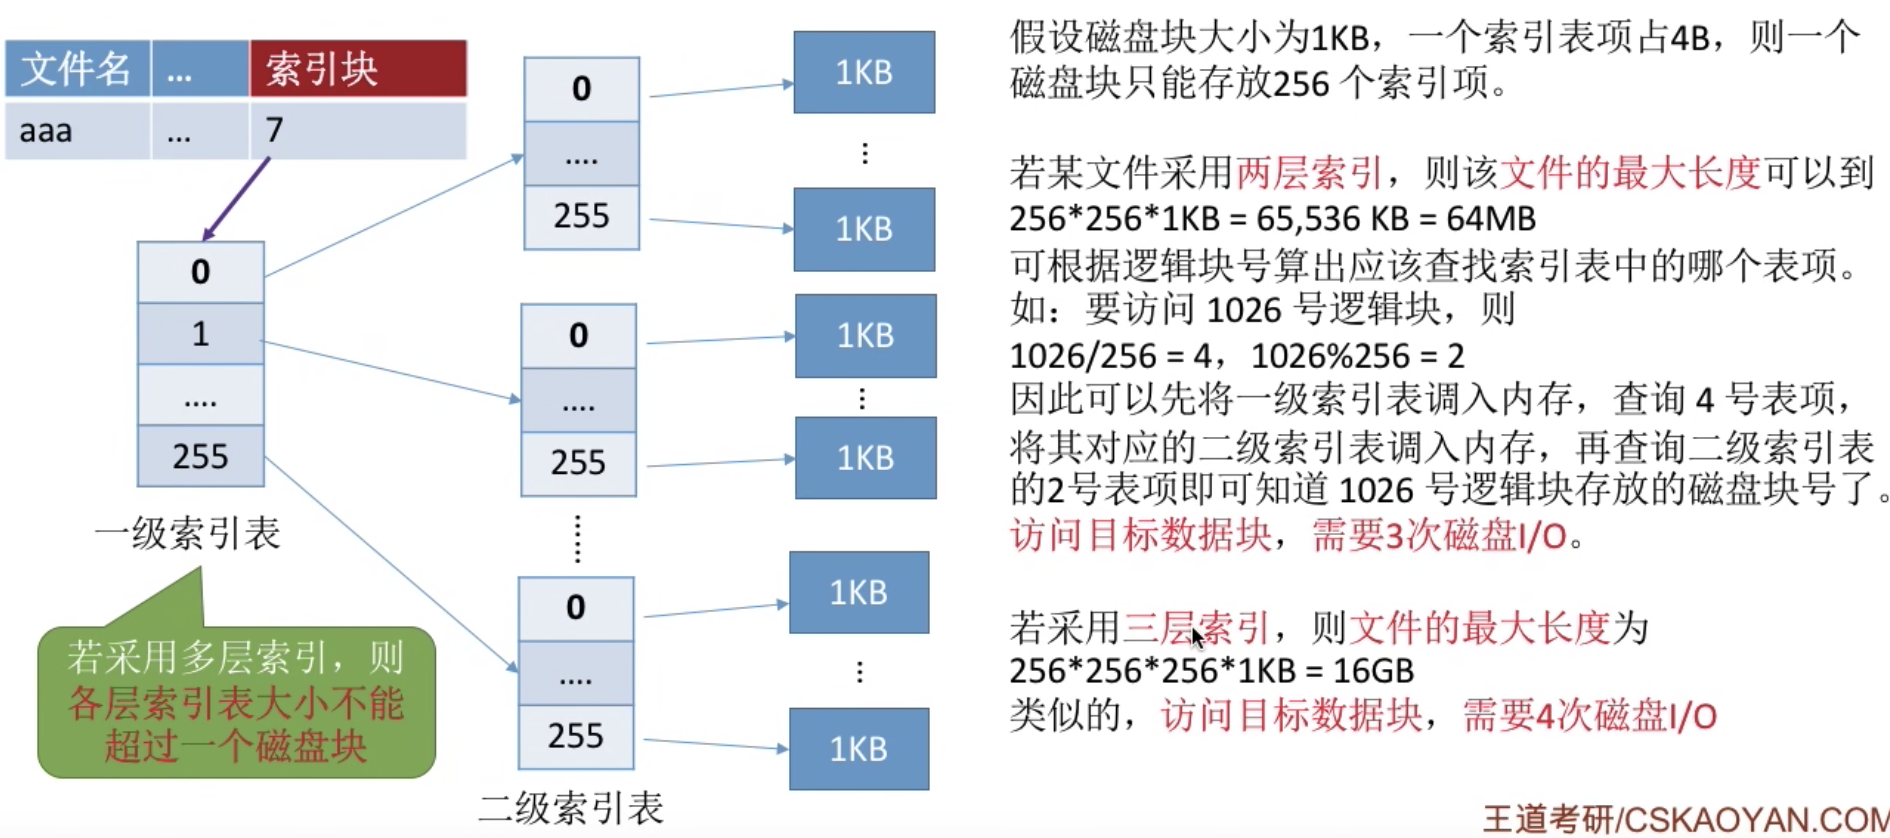 文件名 ... 索引块
aaa ... 7
0
1
....
255
一级索引表
若采用多层索引，则
各层索引表大小不能
超过一个磁盘块
0
....
255
0
....
255
0
....
255
二级索引表
1KB
1KB
1KB
1KB
1KB
1KB
假设磁盘块大小为1KB，一个索引表项占4B，则一个
磁盘块只能存放256 个索引项。
若某文件采用两层索引，则该文件的最大长度可以到
256*256*1KB = 65,536 KB = 64MB
可根据逻辑块号算出应该查找索引表中的哪个表项。
如：要访问 1026 号逻辑块，则
1026/256 = 4，1026%256 = 2
因此可以先将一级索引表调入内存，查询 4 号表项，
将其对应的二级索引表调入内存，再查询二级索引表
的2号表项即可知道 1026 号逻辑块存放的磁盘块号了。
访问目标数据块，需要3次磁盘I/O。
若采用三层索引，则文件的最大长度为
256*256*256*1KB = 16GB
类似的，访问目标数据块，需要4次磁盘I/O
王道考研/CSKAOYAN.COM